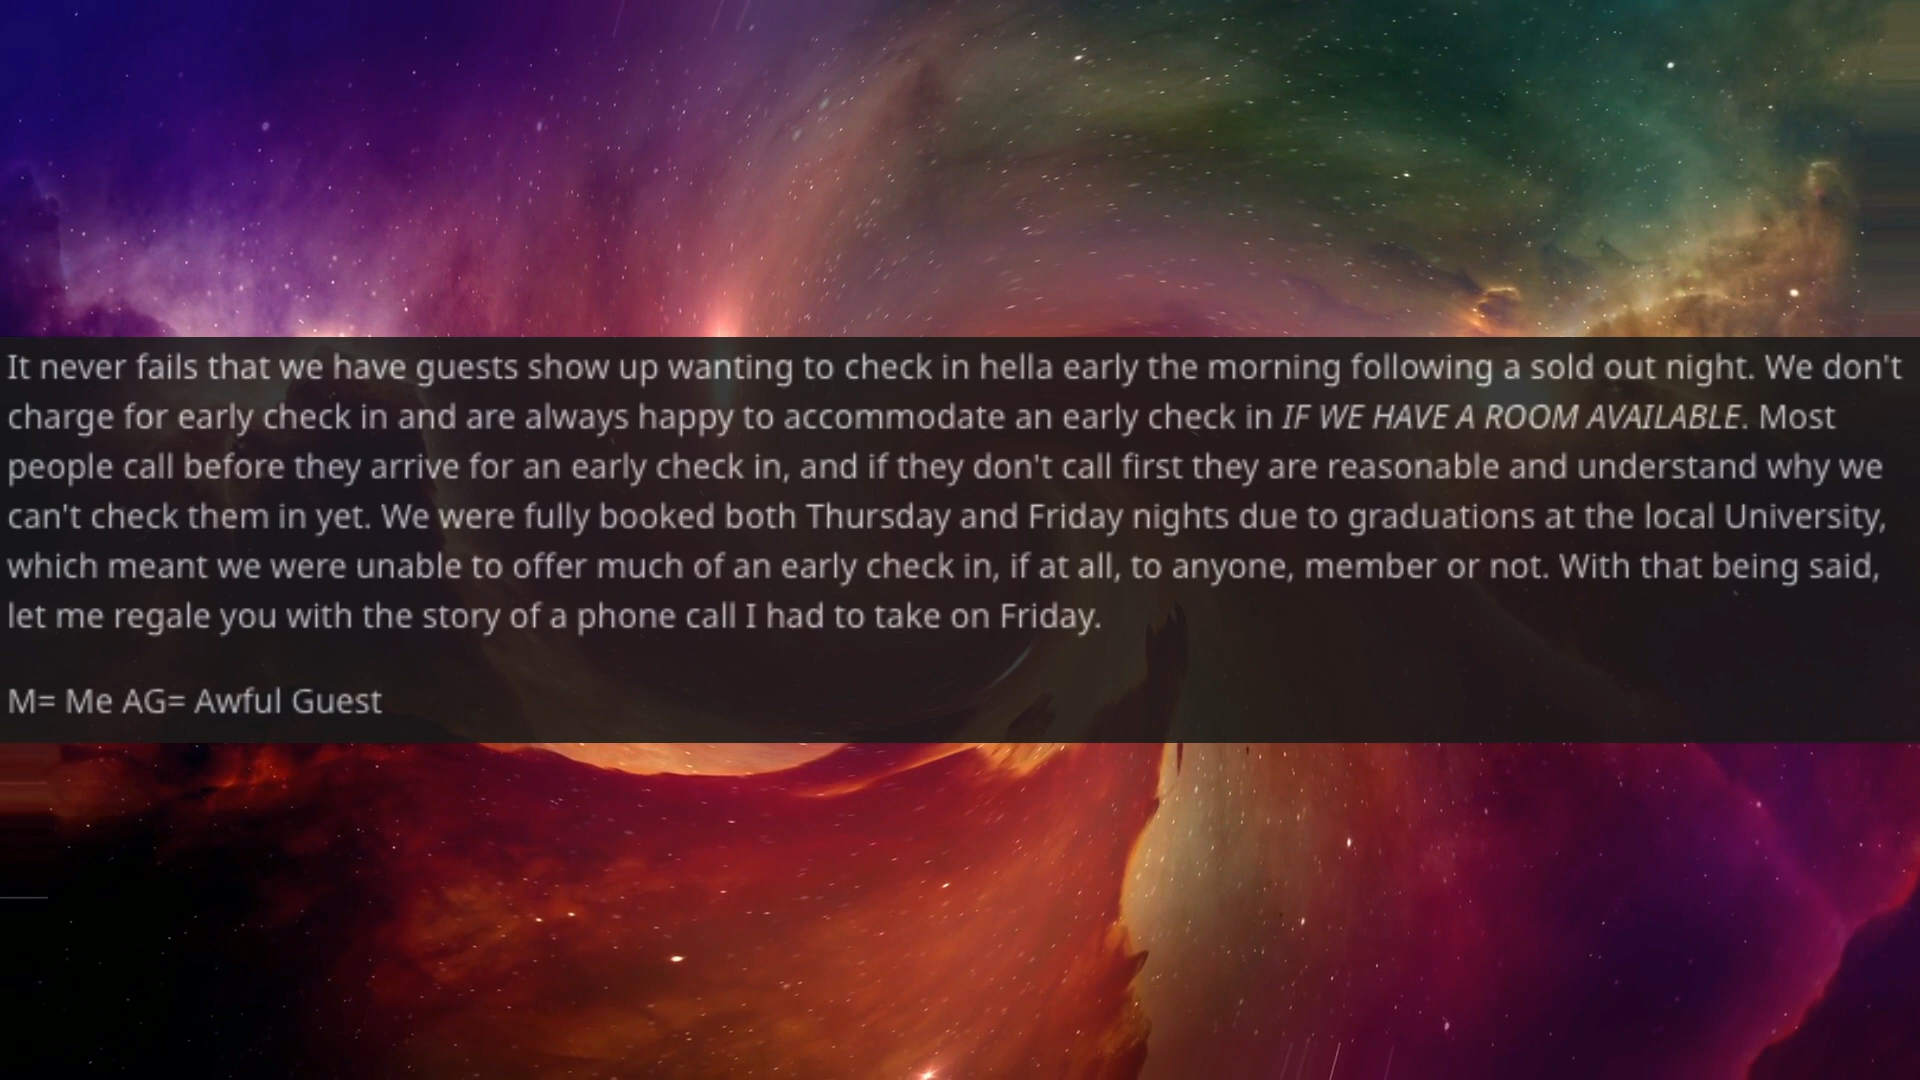 It never fails that we have guests show up wanting to check in hella early the morning following a sold out night. We don't
charge for early check in and are always happy to accommodate an early check in IF WE HAVE A ROOM AVAILABLE. Most
people call before they arrive for an early check in, and if they don't call first they are reasonable and understand why we
can't check them in yet. We were fully booked both Thursday and Friday nights due to graduations at the local University,
which meant we were unable to offer much of an early check in, if at all, to anyone, member or not. With that being said,
let me regale you with the story of a phone call I had to take on Friday.
M= Me AG= Awful Guest